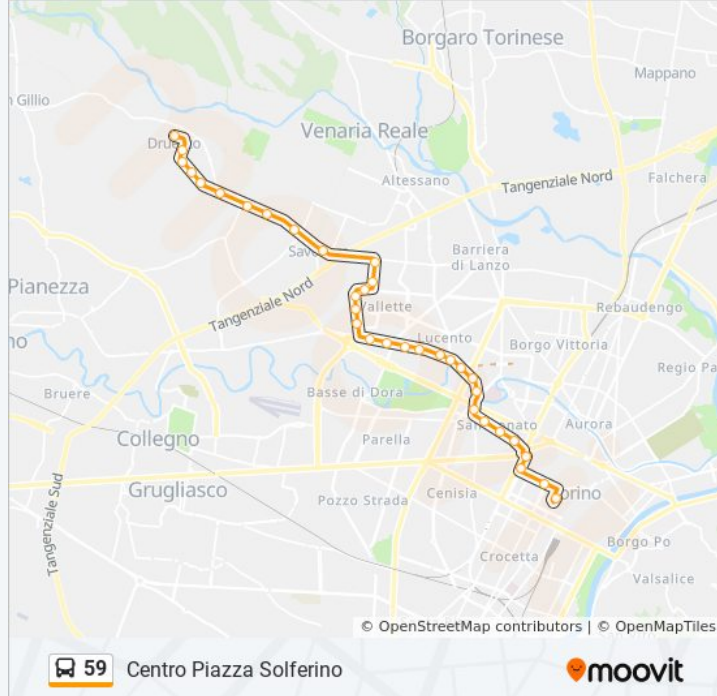 Borgaro Torinese
Mappano
n Gillio
Venaria Reale
Altessano
Tangenziale Nord
Falchera
Barriera
di Lanzo
Pianezza
Tangenziale Nord
Vallette
Rebaudengo
no
Lucento
Borgo Vittoria
Regio Pa
Bruere
Basse di Dora
Aurora
Collegno
Parella
Grugliasco
Cenisia
Pozzo Strada
Tangenziale Sud
Borgo Po
Crocetta
Valsalice
© OpenStreetMap contributors | © OpenMapTiles
59 Centro Piazza Solferino
moovit